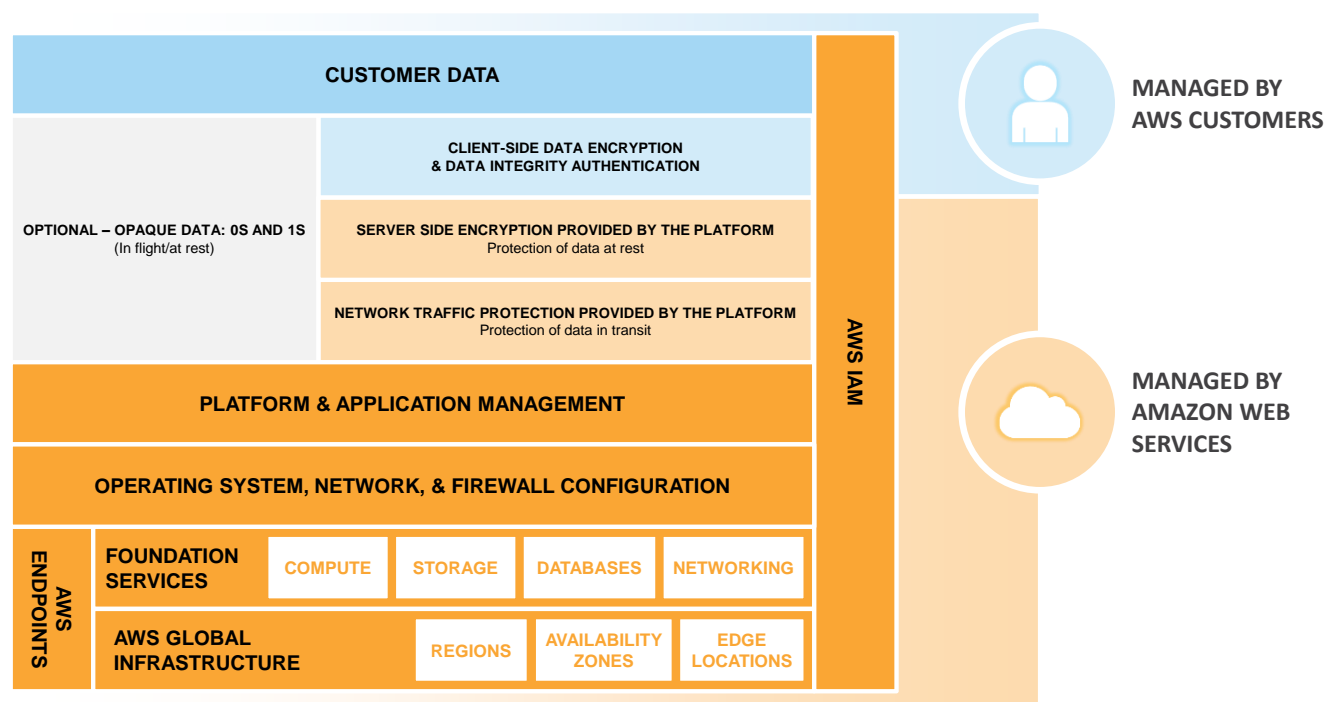 CUSTOMER DATA
CLIENT-SIDE DATA ENCRYPTION
& DATA INTEGRITY AUTHENTICATION
OPTIONAL – OPAQUE DATA: 0S AND 1S
(In flight/at rest)
SERVER SIDE ENCRYPTION PROVIDED BY THE PLATFORM
Protection of data at rest
NETWORK TRAFFIC PROTECTION PROVIDED BY THE PLATFORM
Protection of data in transit
PLATFORM & APPLICATION MANAGEMENT
OPERATING SYSTEM, NETWORK, & FIREWALL CONFIGURATION
AWS
ENDPOINTS
FOUNDATION
SERVICES
COMPUTE
STORAGE
DATABASES
NETWORKING
AWS GLOBAL
INFRASTRUCTURE
REGIONS
AVAILABILITY
ZONES
EDGE
LOCATIONS
AWS IAM
MANAGED BY
AWS CUSTOMERS
MANAGED BY
AMAZON WEB
SERVICES